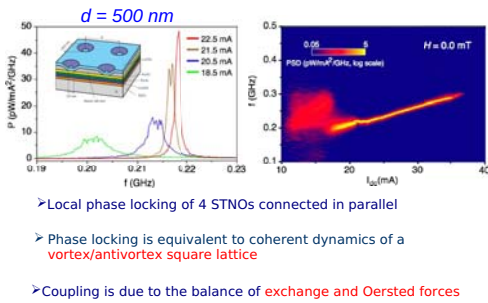 d = 500 nm
P (pW/mA²/GHz)
50
40
30
20
10
0
22.5 mA
21.5 mA
20.5 mA
18.5 mA
0.19 0.20 0.21 0.22 0.23
f (GHz)
f (GHz)
0.4
0.3
0.2
0.1
0.05 5
PSD (pW/mA²/GHz, log scale)
H = 0.0 mT
10 20 30 40
Idc(mA)
➢Local phase locking of 4 STNOs connected in parallel
➢ Phase locking is equivalent to coherent dynamics of a
vortex/antivortex square lattice
➢Coupling is due to the balance of exchange and Oersted forces